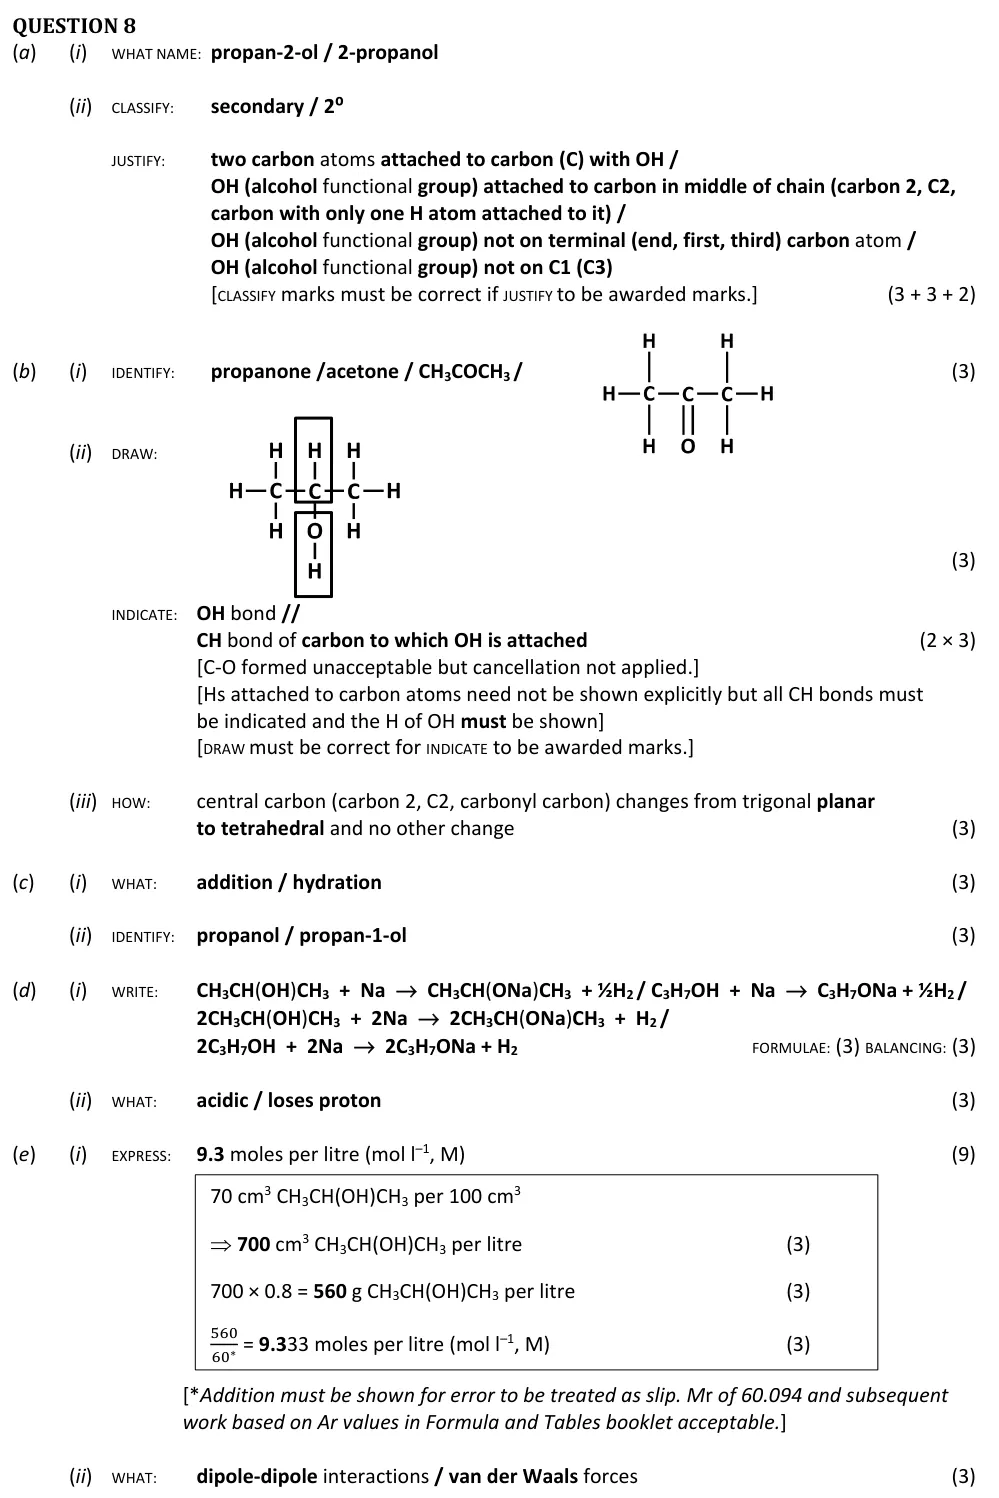 QUESTION 8
(a) (i) WHAT NAME: propan-2-ol / 2-propanol
(ii) CLASSIFY: secondary / 2⁰
JUSTIFY: two carbon atoms attached to carbon (C) with OH /
OH (alcohol functional group) attached to carbon in middle of chain (carbon 2, C2,
carbon with only one H atom attached to it) /
OH (alcohol functional group) not on terminal (end, first, third) carbon atom /
OH (alcohol functional group) not on C1 (C3)
[CLASSIFY marks must be correct if JUSTIFY to be awarded marks.] (3 + 3 + 2)
H H
(b) (i) IDENTIFY: propanone /acetone / CH₃COCH₃ / (3)
H C C C H
H O H
(ii) DRAW: H H H
H C C C H
H O H
H
(3)
INDICATE: OH bond //
CH bond of carbon to which OH is attached (2 × 3)
[C-O formed unacceptable but cancellation not applied.]
[Hs attached to carbon atoms need not be shown explicitly but all CH bonds must
be indicated and the H of OH must be shown]
[DRAW must be correct for INDICATE to be awarded marks.]
(iii) HOW: central carbon (carbon 2, C2, carbonyl carbon) changes from trigonal planar
to tetrahedral and no other change (3)
(c) (i) WHAT: addition / hydration (3)
(ii) IDENTIFY: propanol / propan-1-ol (3)
(d) (i) WRITE: CH₃CH(OH)CH₃ + Na → CH₃CH(ONa)CH₃ + ½H₂ / C₃H₇OH + Na → C₃H₇ONa + ½H₂ /
2CH₃CH(OH)CH₃ + 2Na → 2CH₃CH(ONa)CH₃ + H₂ /
2C₃H₇OH + 2Na → 2C₃H₇ONa + H₂ FORMULAE: (3) BALANCING: (3)
(ii) WHAT: acidic / loses proton (3)
(e) (i) EXPRESS: 9.3 moles per litre (mol l⁻¹, M) (9)
70 cm³ CH₃CH(OH)CH₃ per 100 cm³
⇒ 700 cm³ CH₃CH(OH)CH₃ per litre (3)
700 × 0.8 = 560 g CH₃CH(OH)CH₃ per litre (3)
560/60* = 9.333 moles per litre (mol l⁻¹, M) (3)
[*Addition must be shown for error to be treated as slip. Mr of 60.094 and subsequent
work based on Ar values in Formula and Tables booklet acceptable.]
(ii) WHAT: dipole-dipole interactions / van der Waals forces (3)